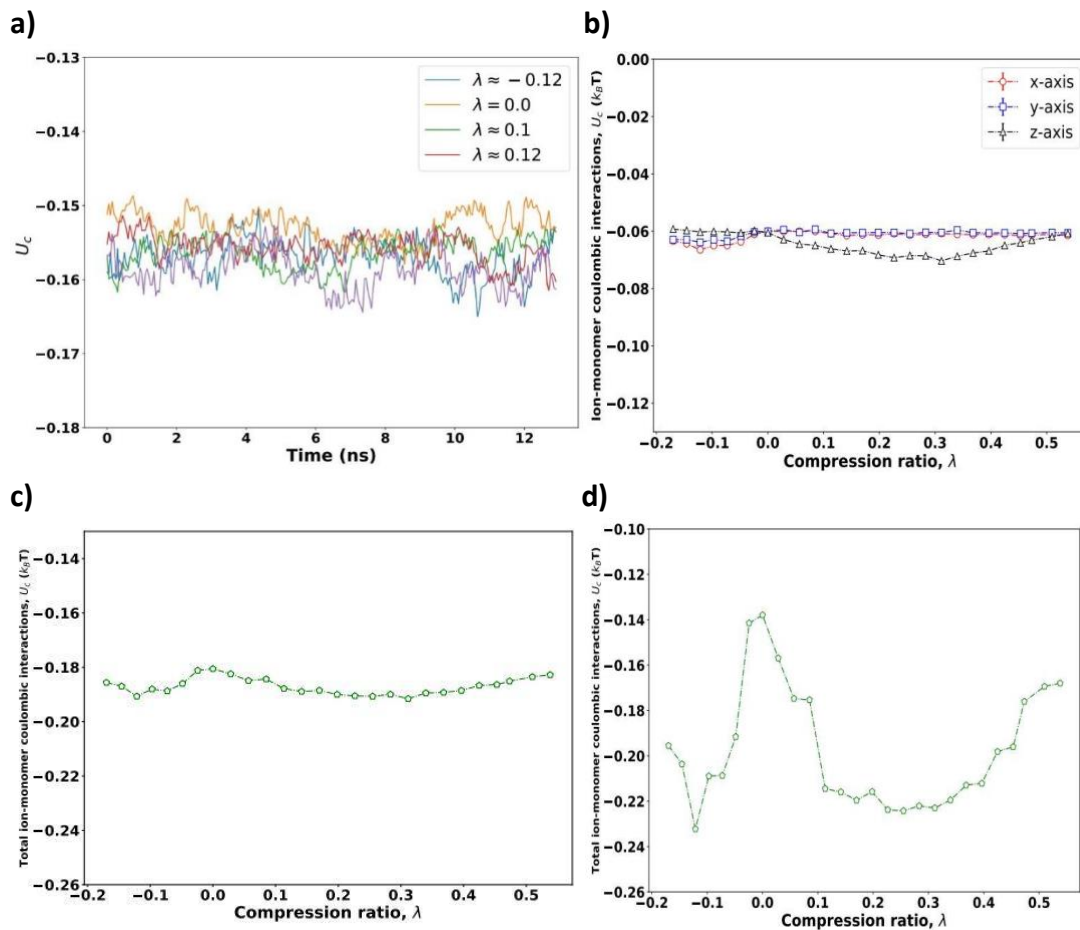 a)
−0.13
−0.14
−0.15
−0.16
−0.17
−0.18
U_c
λ ≈ −0.12
λ = 0.0
λ ≈ 0.1
λ ≈ 0.12
0 2 4 6 8 10 12
Time (ns)
b)
0.00
−0.02
−0.04
−0.06
−0.08
−0.10
−0.12
Ion-monomer coulombic interactions, U_c (k_BT)
x-axis
y-axis
z-axis
−0.2 −0.1 0.0 0.1 0.2 0.3 0.4 0.5
Compression ratio, λ
c)
−0.14
−0.16
−0.18
−0.20
−0.22
−0.24
−0.26
Total ion-monomer coulombic interactions, U_c (k_BT)
−0.2 −0.1 0.0 0.1 0.2 0.3 0.4 0.5
Compression ratio, λ
d)
−0.10
−0.12
−0.14
−0.16
−0.18
−0.20
−0.22
−0.24
−0.26
Total ion-monomer coulombic interactions, U_c (k_BT)
−0.2 −0.1 0.0 0.1 0.2 0.3 0.4 0.5
Compression ratio, λ